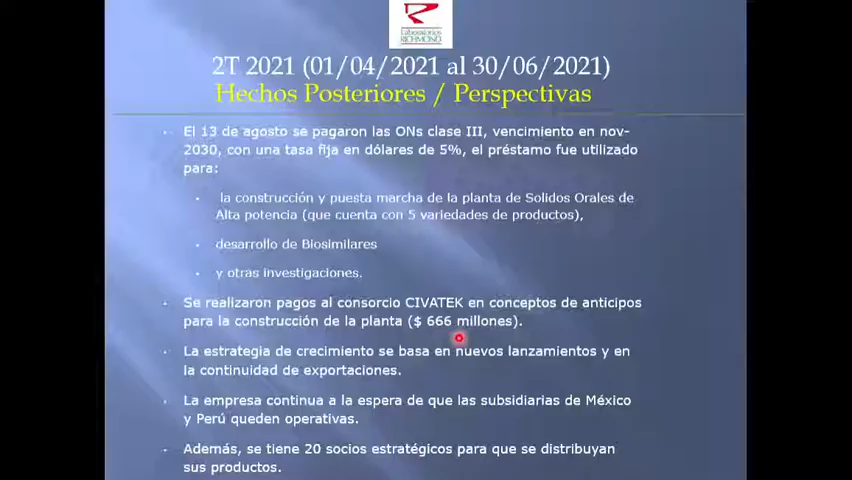 Laboratorios
RICHMOND
2T 2021 (01/04/2021 al 30/06/2021)
Hechos Posteriores / Perspectivas
El 13 de agosto se pagaron las ONs clase III, vencimiento en nov-
2030, con una tasa fija en dólares de 5%, el préstamo fue utilizado
para:
la construcción y puesta marcha de la planta de Solidos Orales de
Alta potencia (que cuenta con 5 variedades de productos),
desarrollo de Biosimilares
y otras investigaciones.
Se realizaron pagos al consorcio CIVATEK en conceptos de anticipos
para la construcción de la planta ($ 666 millones).
La estrategia de crecimiento se basa en nuevos lanzamientos y en
la continuidad de exportaciones.
La empresa continua a la espera de que las subsidiarias de México
y Perú queden operativas.
Además, se tiene 20 socios estratégicos para que se distribuyan
sus productos.